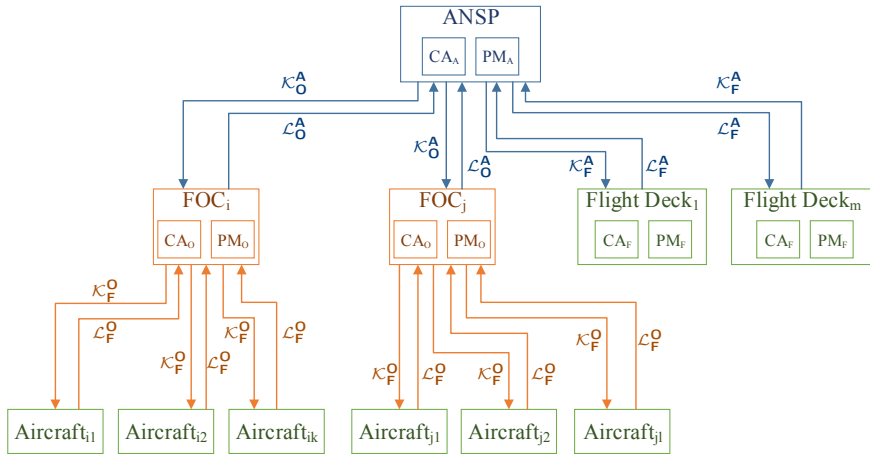 ANSP
CA_A PM_A
𝒦_O^A
ℒ_O^A
𝒦_O^A
ℒ_O^A
𝒦_F^A
ℒ_F^A
𝒦_F^A
ℒ_F^A
FOC_i
CA_O PM_O
FOC_j
CA_O PM_O
Flight Deck_1
CA_F PM_F
Flight Deck_m
CA_F PM_F
𝒦_F^O
ℒ_F^O
𝒦_F^O
ℒ_F^O
𝒦_F^O
ℒ_F^O
𝒦_F^O
ℒ_F^O
𝒦_F^O
ℒ_F^O
𝒦_F^O
ℒ_F^O
Aircraft_i1
Aircraft_i2
Aircraft_ik
Aircraft_j1
Aircraft_j2
Aircraft_jl